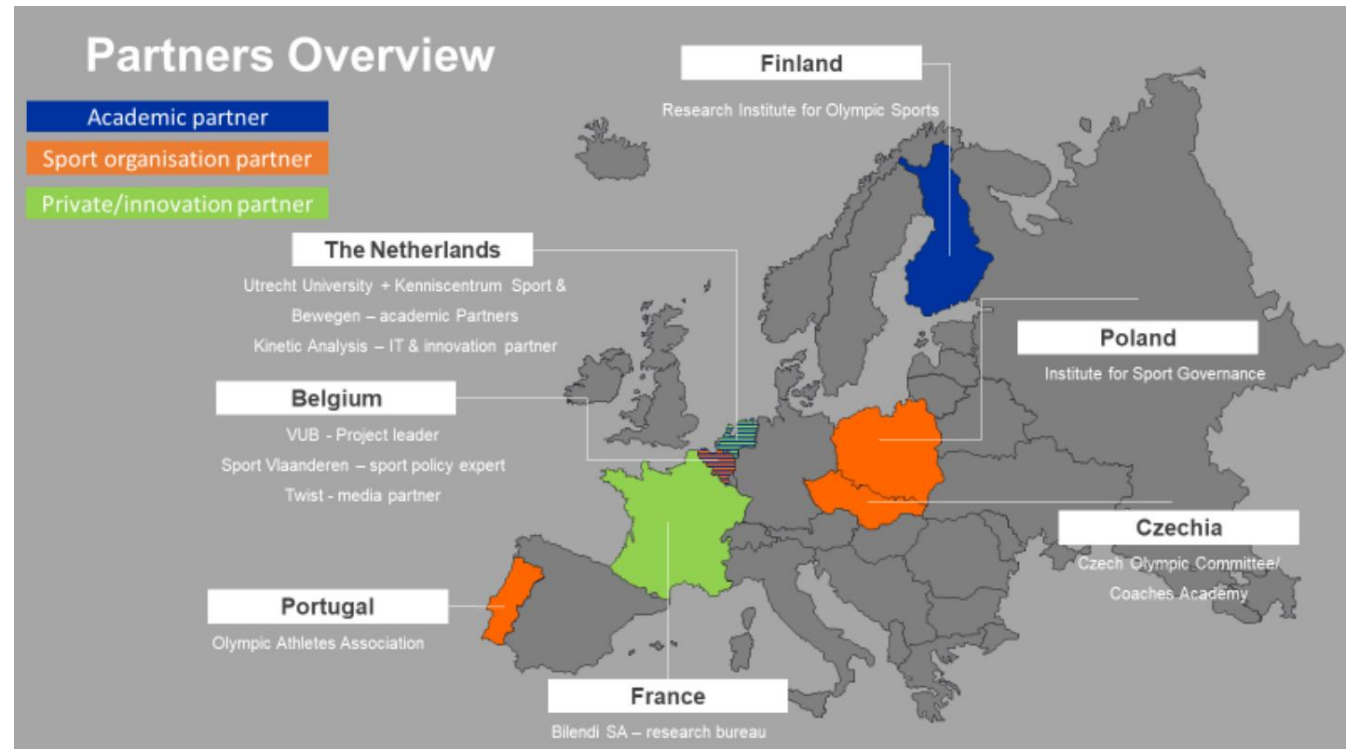 Partners Overview
Academic partner
Sport organisation partner
Private/innovation partner
Finland
Research Institute for Olympic Sports
The Netherlands
Utrecht University + Kenniscentrum Sport &
Bewegen – academic Partners
Kinetic Analysis – IT & innovation partner
Poland
Institute for Sport Governance
Belgium
VUB - Project leader
Sport Vlaanderen – sport policy expert
Twist - media partner
Czechia
Czech Olympic Committee/
Coaches Academy
Portugal
Olympic Athletes Association
France
Bilendi SA – research bureau